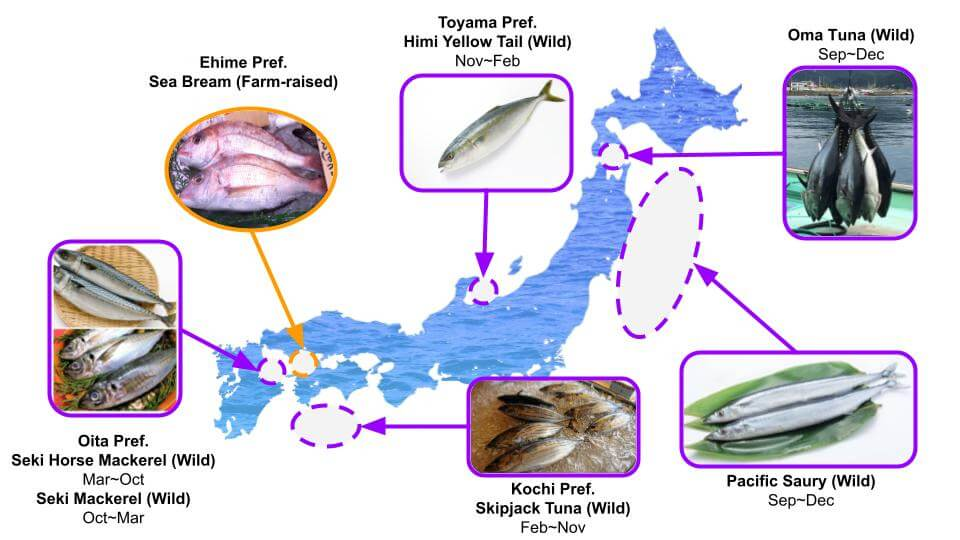 Toyama Pref.
Himi Yellow Tail (Wild)
Nov~Feb
Oma Tuna (Wild)
Sep~Dec
Ehime Pref.
Sea Bream (Farm-raised)
Oita Pref.
Seki Horse Mackerel (Wild)
Mar~Oct
Seki Mackerel (Wild)
Oct~Mar
Kochi Pref.
Skipjack Tuna (Wild)
Feb~Nov
Pacific Saury (Wild)
Sep~Dec